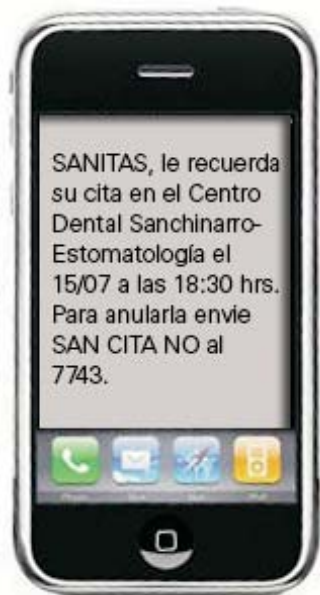 SANITAS, le recuerda
su cita en el Centro
Dental Sanchinarro-
Estomatología el
15/07 a las 18:30 hrs.
Para anularla envie
SAN CITA NO al
7743.